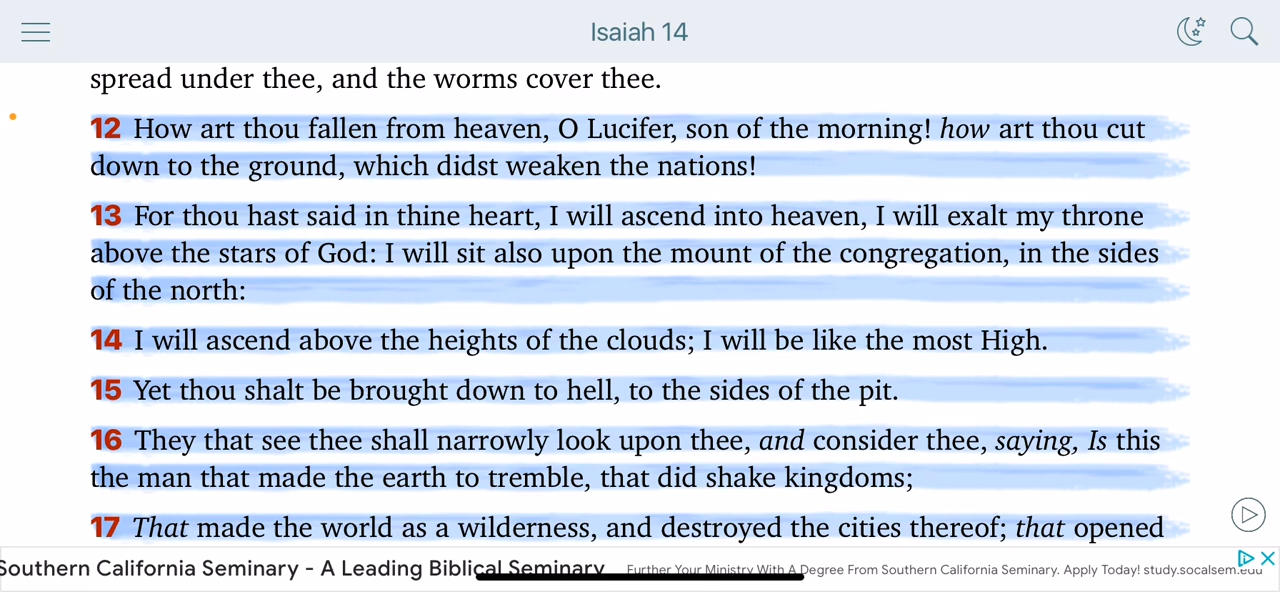 Isaiah 14
spread under thee, and the worms cover thee.
12 How art thou fallen from heaven, O Lucifer, son of the morning! how art thou cut
down to the ground, which didst weaken the nations!
13 For thou hast said in thine heart, I will ascend into heaven, I will exalt my throne
above the stars of God: I will sit also upon the mount of the congregation, in the sides
of the north:
14 I will ascend above the heights of the clouds; I will be like the most High.
15 Yet thou shalt be brought down to hell, to the sides of the pit.
16 They that see thee shall narrowly look upon thee, and consider thee, saying, Is this
the man that made the earth to tremble, that did shake kingdoms;
17 That made the world as a wilderness, and destroyed the cities thereof; that opened
Southern California Seminary - A Leading Biblical Seminary Further Your Ministry With A Degree From Southern California Seminary. Apply Today! study.socalsem.edu